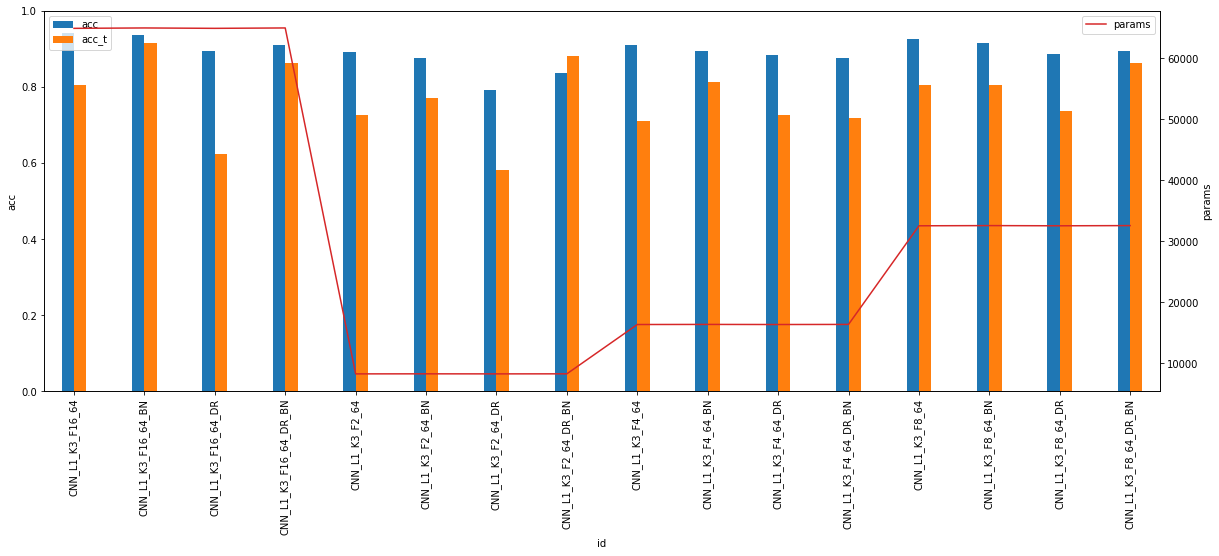 acc
acc_t
params
1.0
0.8
0.6
0.4
0.2
0.0
acc
60000
50000
40000
30000
20000
10000
params
CNN_L1_K3_F16_64
CNN_L1_K3_F16_64_BN
CNN_L1_K3_F16_64_DR
CNN_L1_K3_F16_64_DR_BN
CNN_L1_K3_F2_64
CNN_L1_K3_F2_64_BN
CNN_L1_K3_F2_64_DR
CNN_L1_K3_F2_64_DR_BN
CNN_L1_K3_F4_64
CNN_L1_K3_F4_64_BN
CNN_L1_K3_F4_64_DR
CNN_L1_K3_F4_64_DR_BN
CNN_L1_K3_F8_64
CNN_L1_K3_F8_64_BN
CNN_L1_K3_F8_64_DR
CNN_L1_K3_F8_64_DR_BN
id